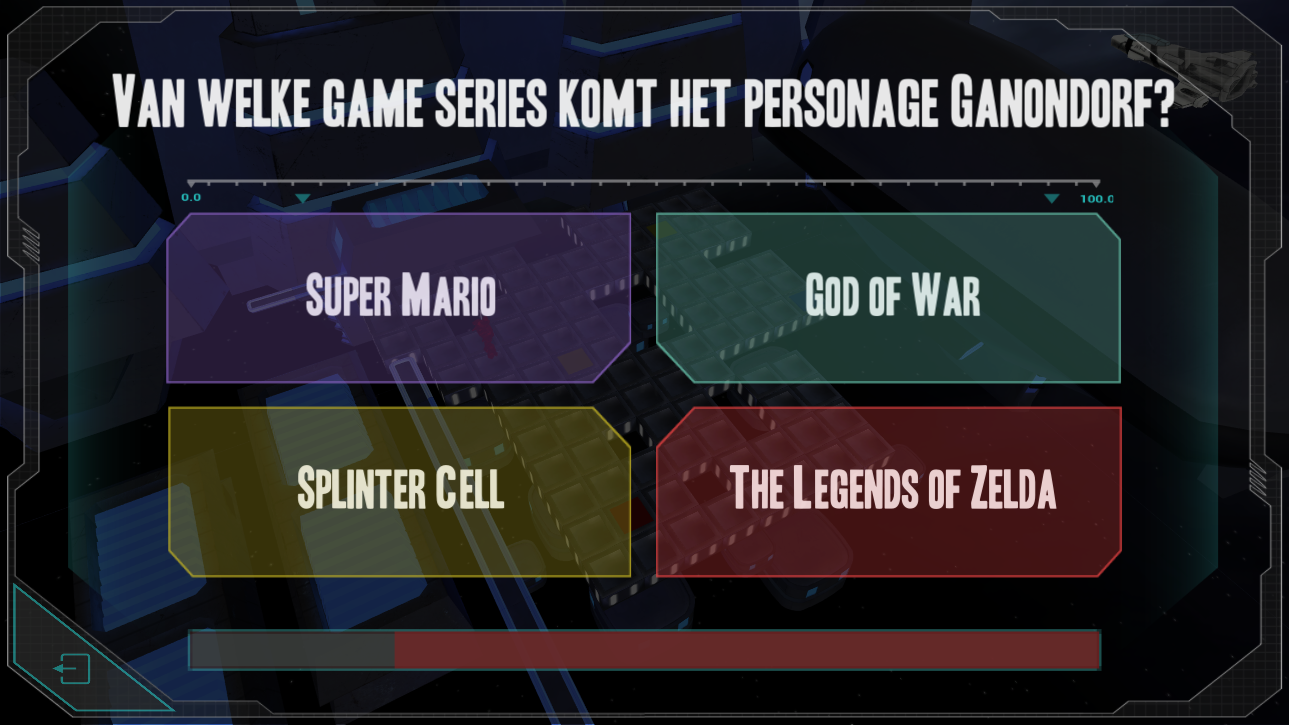 Van welke game series komt het personage Ganondorf?
0.0
100.0
Super Mario
God of War
Splinter Cell
The Legends of Zelda